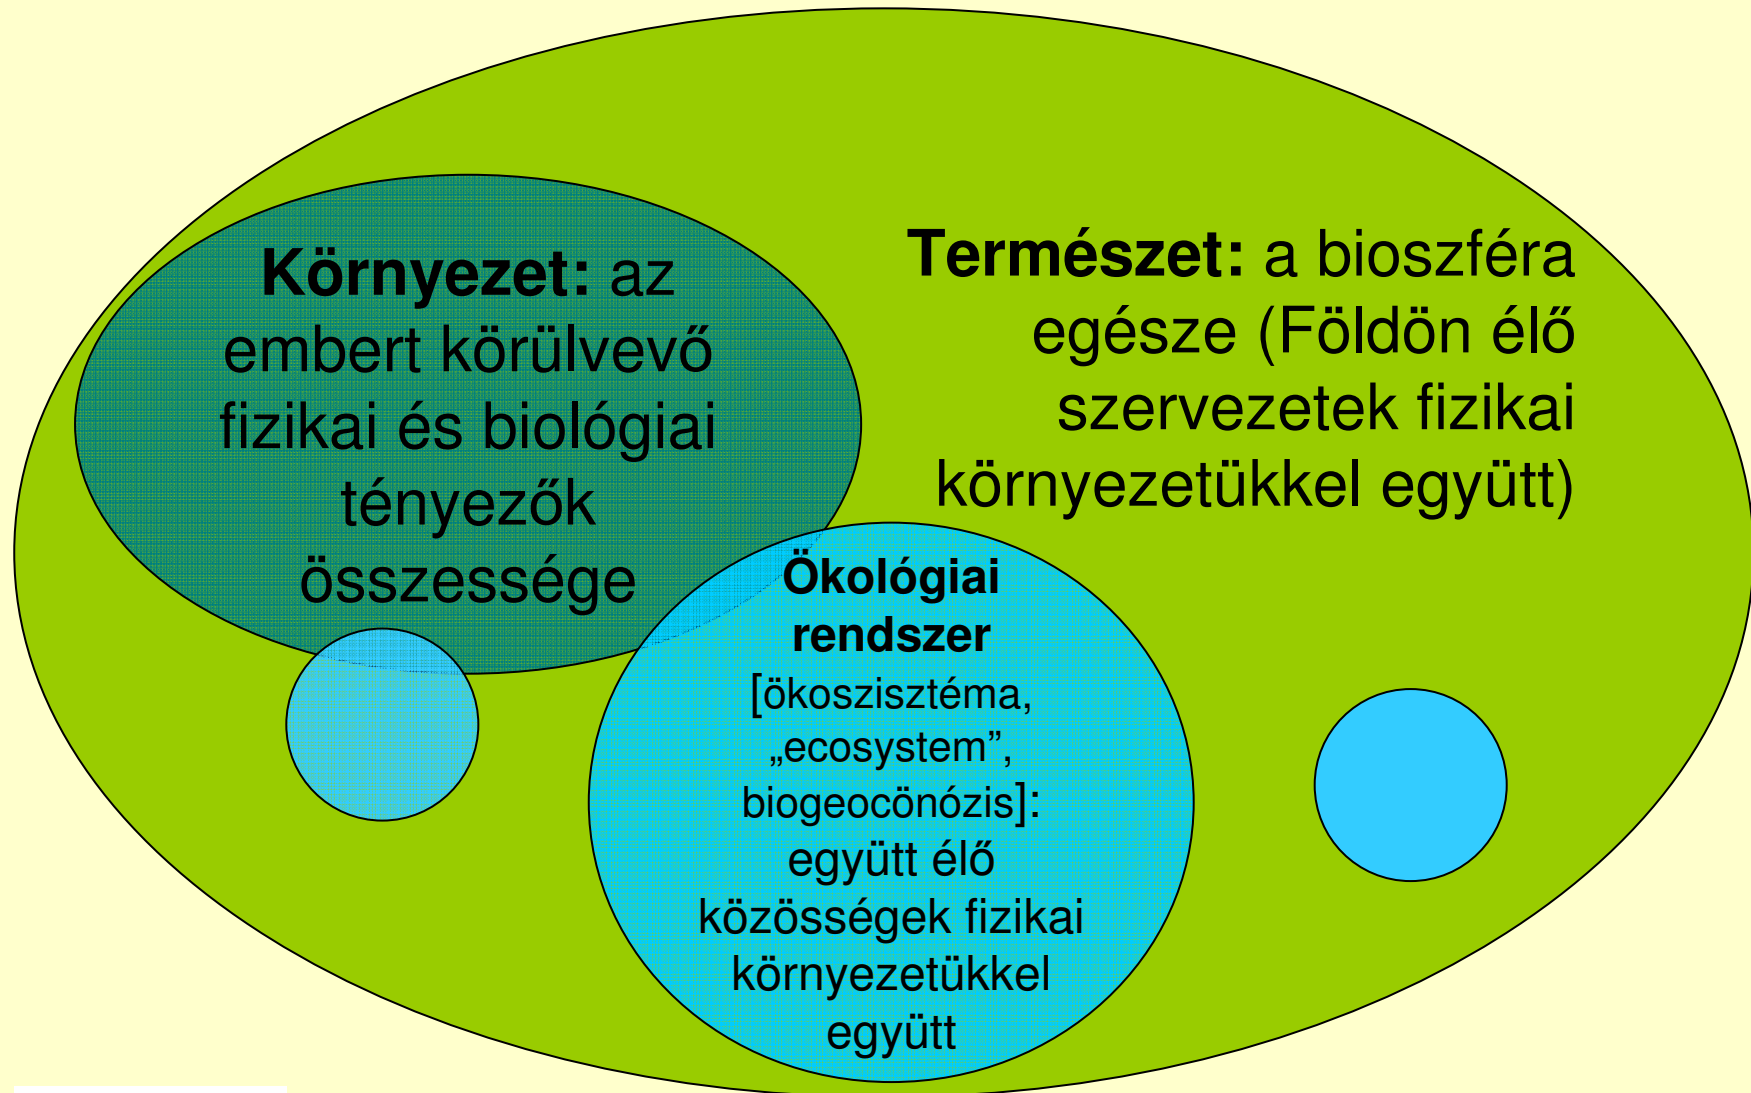 Környezet: az
embert körülvevő
fizikai és biológiai
tényezők
összessége
Természet: a bioszféra
egésze (Földön élő
szervezetek fizikai
környezetükkel együtt)
Ökológiai
rendszer
[ökoszisztéma,
„ecosystem”,
biogeocönózis]:
együtt élő
közösségek fizikai
környezetükkel
együtt